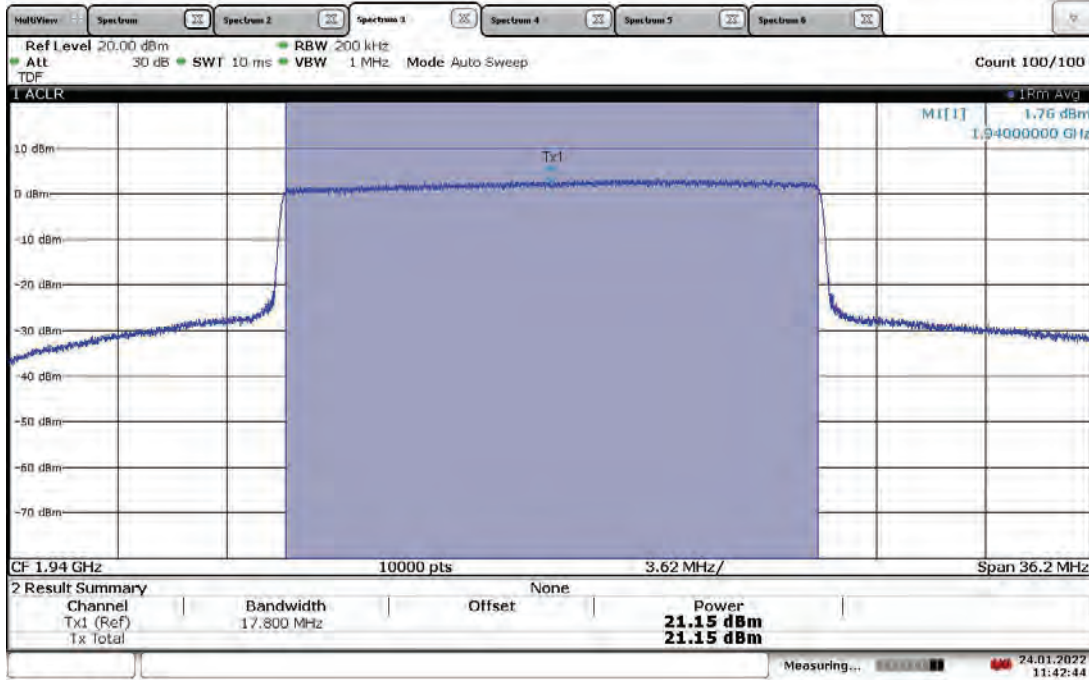 MultiView Spectrum Spectrum 2 Spectrum 3 Spectrum 4 Spectrum 5 Spectrum 6
Ref Level 20.00 dBm RBW 200 kHz
Att 30 dB SWT 10 ms VBW 1 MHz Mode Auto Sweep Count 100/100
TDF
1 ACLR 1Rm Avg
M1[1] 1.76 dBm
1.94000000 GHz
10 dBm
Tx1
0 dBm
-10 dBm
-20 dBm
-30 dBm
-40 dBm
-50 dBm
-60 dBm
-70 dBm
CF 1.94 GHz 10000 pts 3.62 MHz/ Span 36.2 MHz
2 Result Summary None
Channel Bandwidth Offset Power
Tx1 (Ref) 17.800 MHz 21.15 dBm
Tx Total 21.15 dBm
Measuring... 24.01.2022
11:42:44